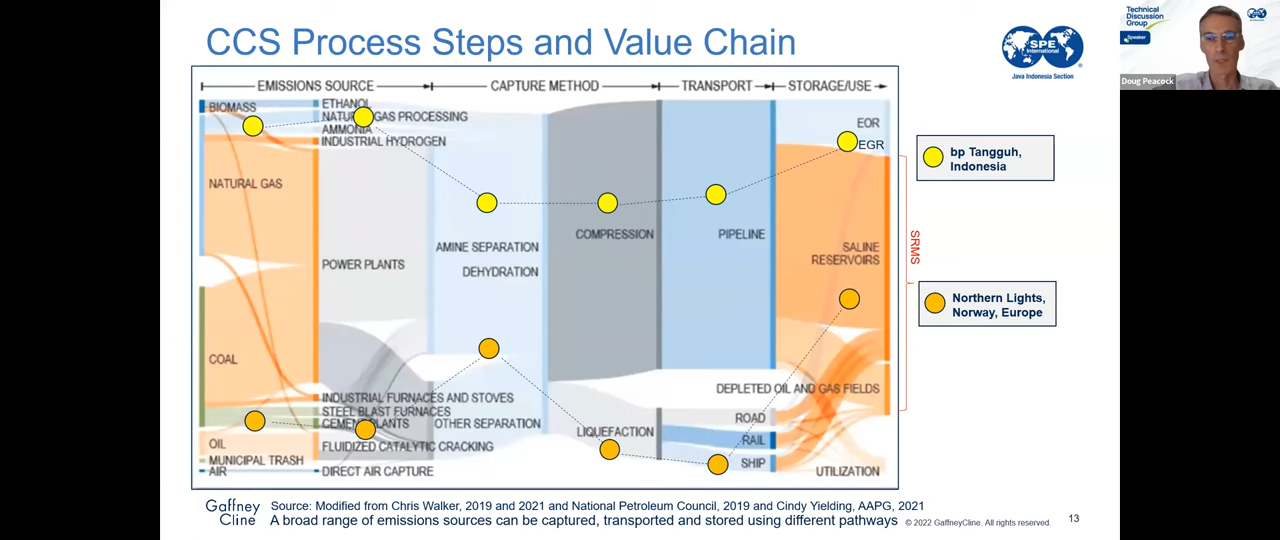 CCS Process Steps and Value Chain
SPE
International
Java Indonesia Section
Technical
Discussion
Group
Speaker
Doug Peacock
EMISSIONS SOURCE
CAPTURE METHOD
TRANSPORT
STORAGE/USE
BIOMASS
NATURAL GAS
COAL
OIL
MUNICIPAL TRASH
AIR
ETHANOL
NATURAL GAS PROCESSING
AMMONIA
INDUSTRIAL HYDROGEN
POWER PLANTS
INDUSTRIAL FURNACES AND STOVES
STEEL BLAST FURNACES
CEMENT PLANTS
FLUIDIZED CATALYTIC CRACKING
DIRECT AIR CAPTURE
AMINE SEPARATION
DEHYDRATION
OTHER SEPARATION
COMPRESSION
LIQUEFACTION
PIPELINE
ROAD
RAIL
SHIP
EOR
EGR
SALINE
RESERVOIRS
DEPLETED OIL AND GAS FIELDS
UTILIZATION
SRMS
bp Tangguh,
Indonesia
Northern Lights,
Norway, Europe
Gaffney
Cline
Source: Modified from Chris Walker, 2019 and 2021 and National Petroleum Council, 2019 and Cindy Yielding, AAPG, 2021
A broad range of emissions sources can be captured, transported and stored using different pathways
© 2022 GaffneyCline. All rights reserved.
13